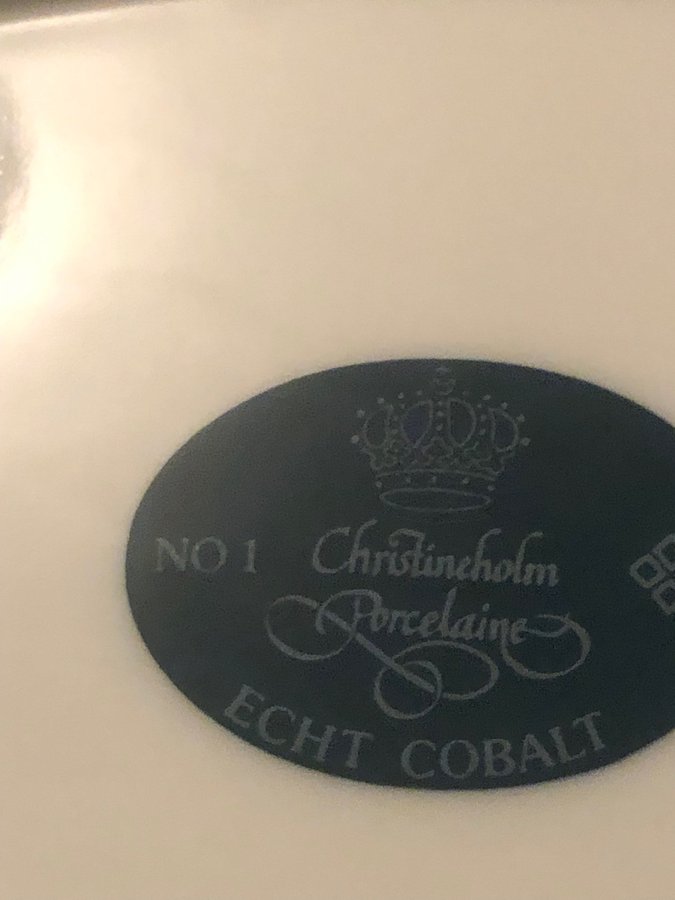 NO 1
Christineholm
Porcelaine
ECHT COBALT